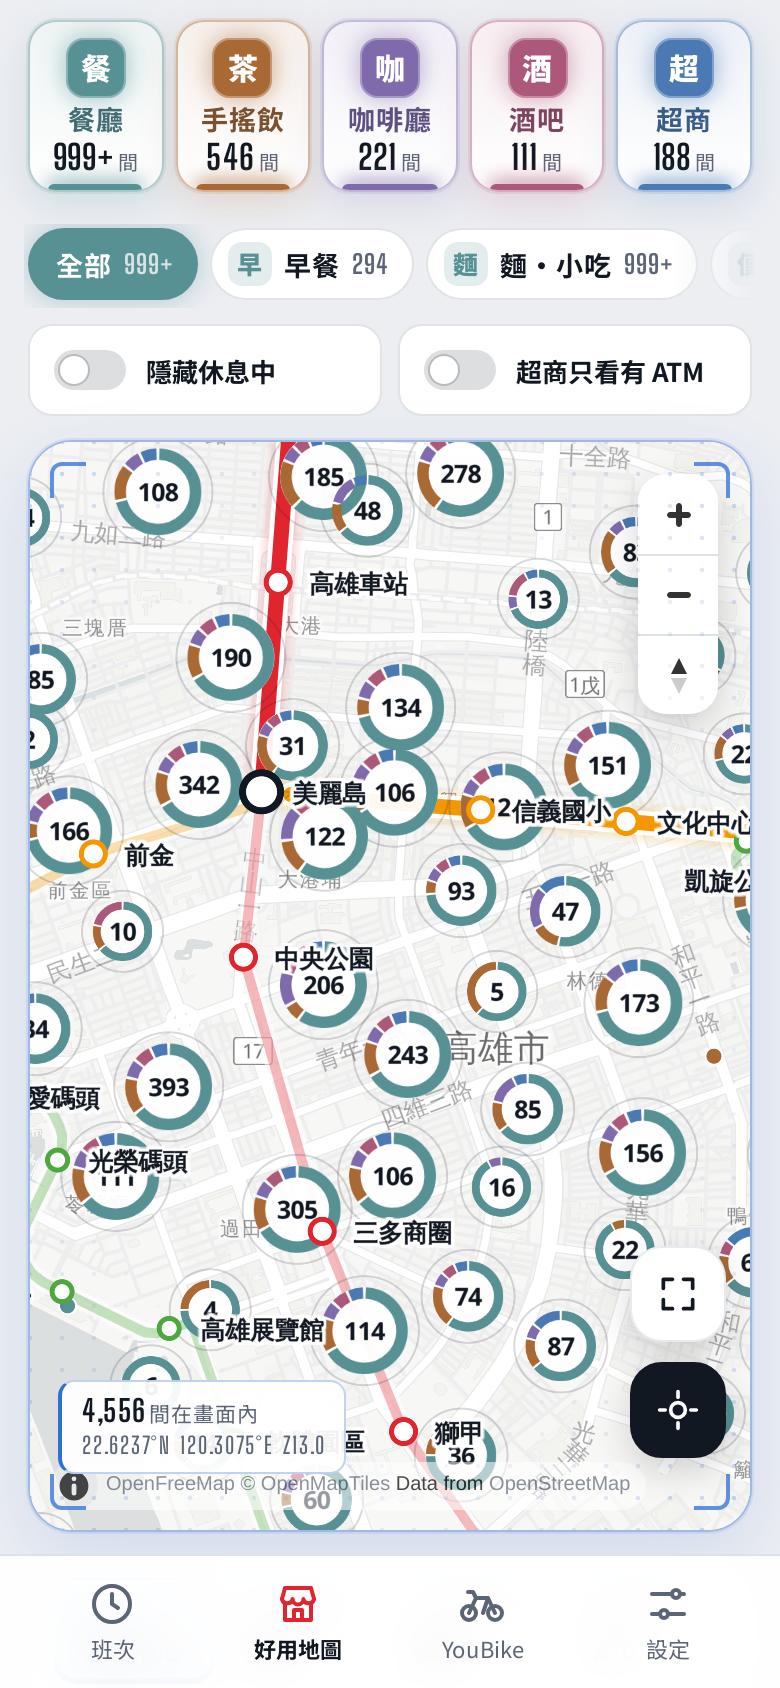 餐 茶 咖 酒 超
餐廳 手搖飲 咖啡廳 酒吧 超商
999+ 間 546 間 221 間 111 間 188 間
全部 999+ 早 早餐 294 麵 麵・小吃 999+
隱藏休息中 超商只看有 ATM
十全路
108 185 48 278
1
九如二路
高雄車站
13
三塊厝
大港
陸橋
190
85
1戊
134
31
151
22
342
美麗島 106 信義國小 文化中心
166
122
前金
前金區
大港埔
93
47
10
中央公園
206
5
林德
173
和平一路
民生
17
青年
243 高雄市
四維三路
393
85
愛碼頭
光榮碼頭
106
156
16
過田
305
三多商圈
22
鴨
4
高雄展覽館 114
74
87
和平
4,556 間在畫面內
22.6237°N 120.3075°E Z13.0
區
獅甲
36
光華
籬
OpenFreeMap © OpenMapTiles Data from OpenStreetMap
60
班次 好用地圖 YouBike 設定